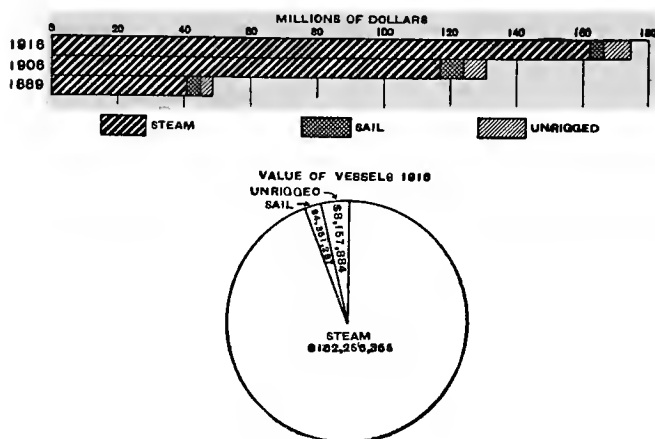 MILLIONS OF DOLLARS
0 20 40 60 80 100 120 140 160 180
1916
1906
1889
STEAM SAIL UNRIGGED
VALUE OF VESSELS 1916
UNRIGGED
SAIL
$8,157,884
STEAM